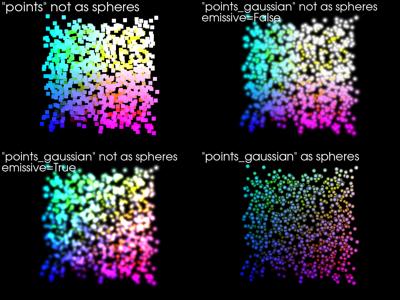 "points" not as spheres
"points_gaussian" not as spheres
emissive=False
"points_gaussian" not as spheres
emissive=True
"points_gaussian" as spheres